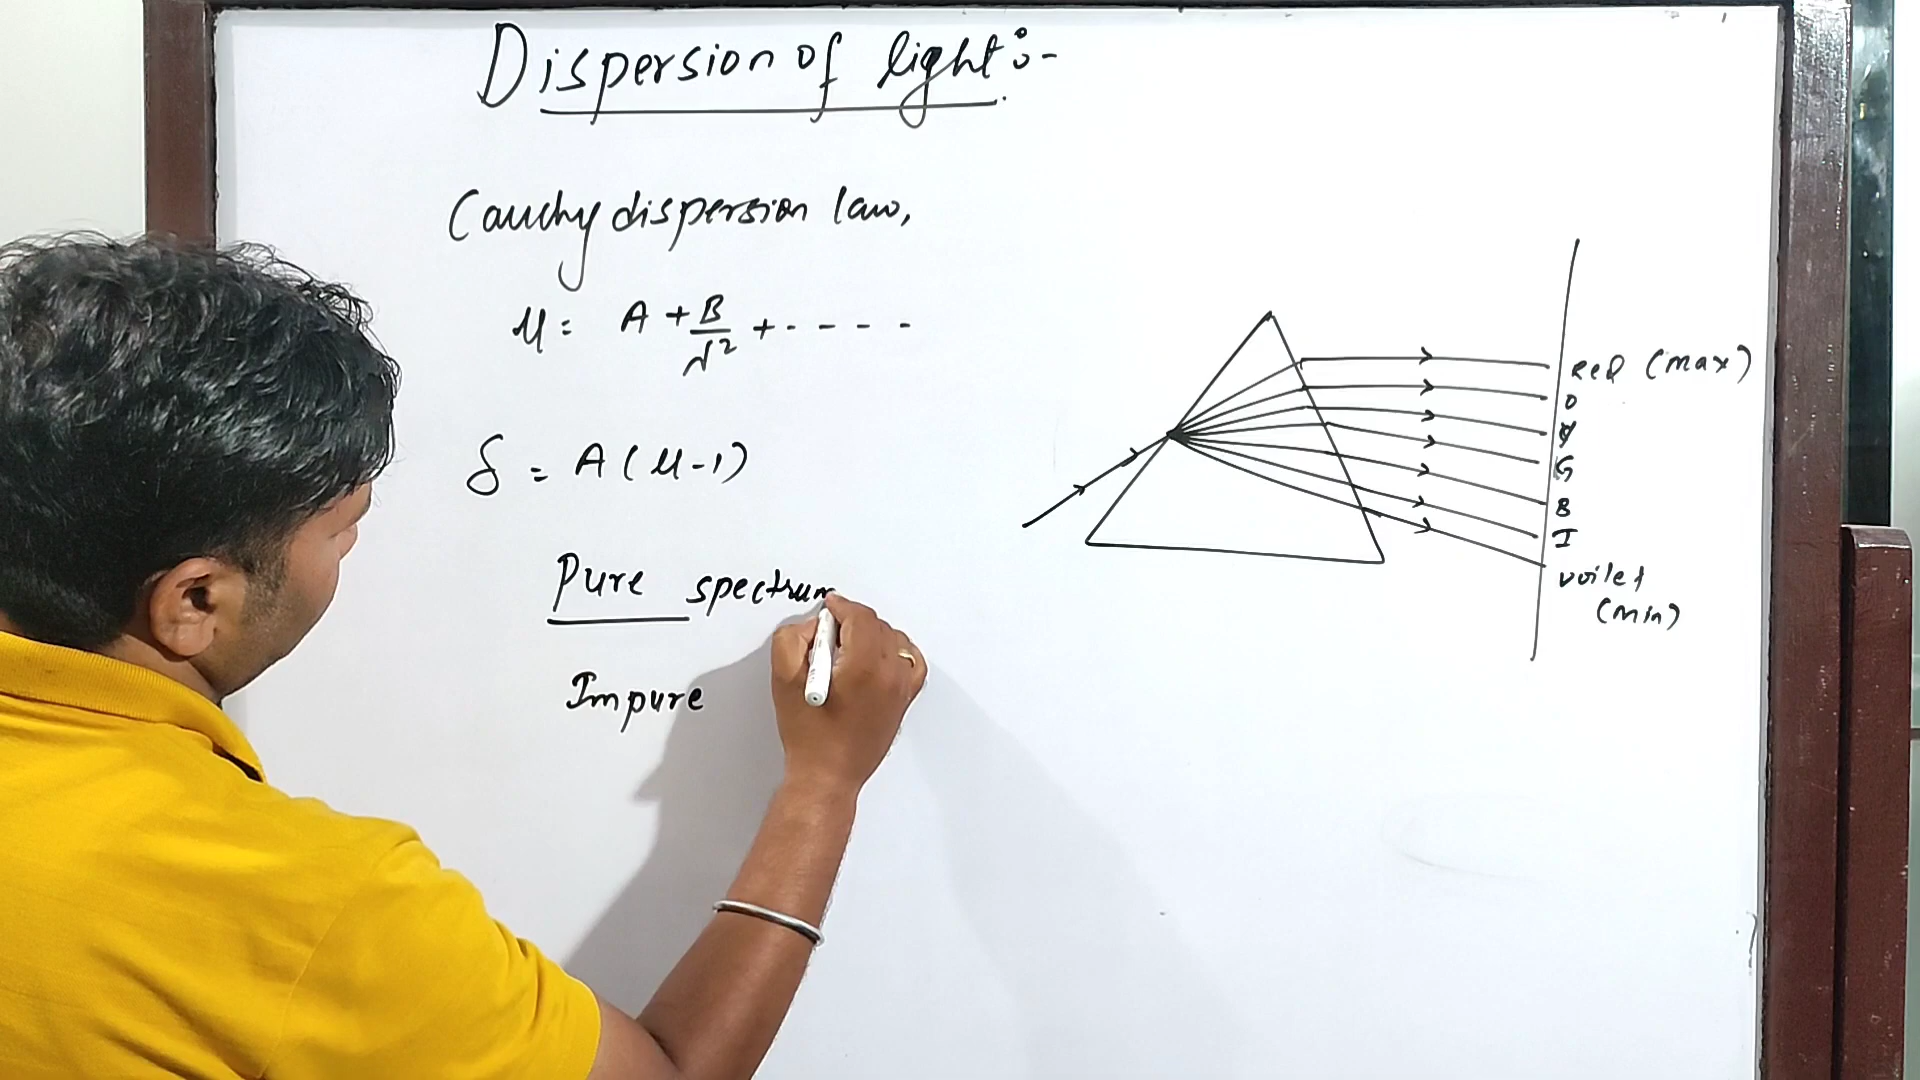 Dispersion of light:-
Cauchy dispersion law,
μ = A + B/λ² + - - - -
δ = A(μ-1)
Pure spectrum
Impure
Red (max)
O
Y
G
B
I
voilet
(min)